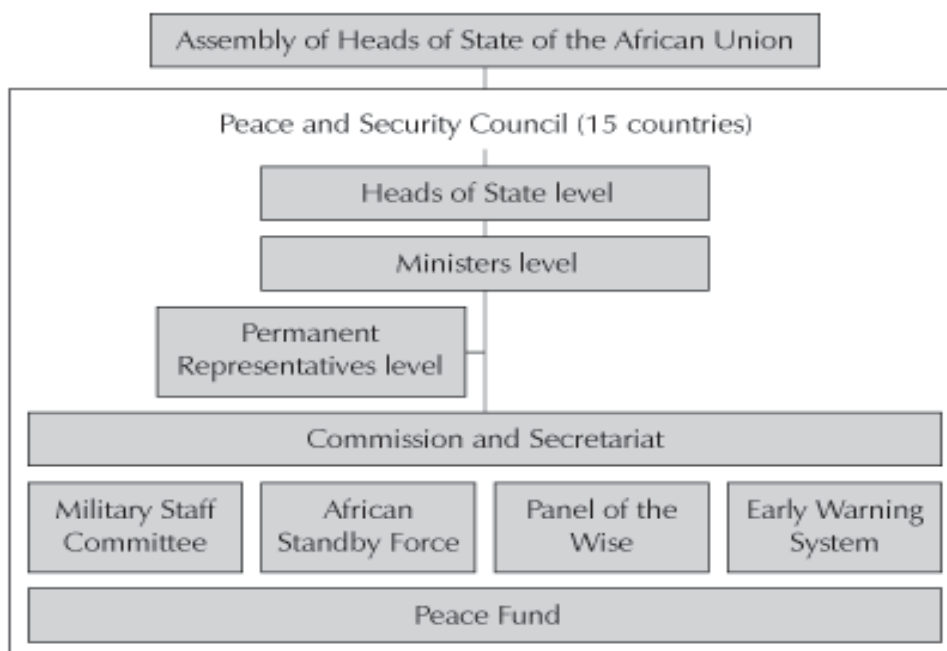 Assembly of Heads of State of the African Union
Peace and Security Council (15 countries)
Heads of State level
Ministers level
Permanent
Representatives level
Commission and Secretariat
Military Staff
Committee
African
Standby Force
Panel of the
Wise
Early Warning
System
Peace Fund